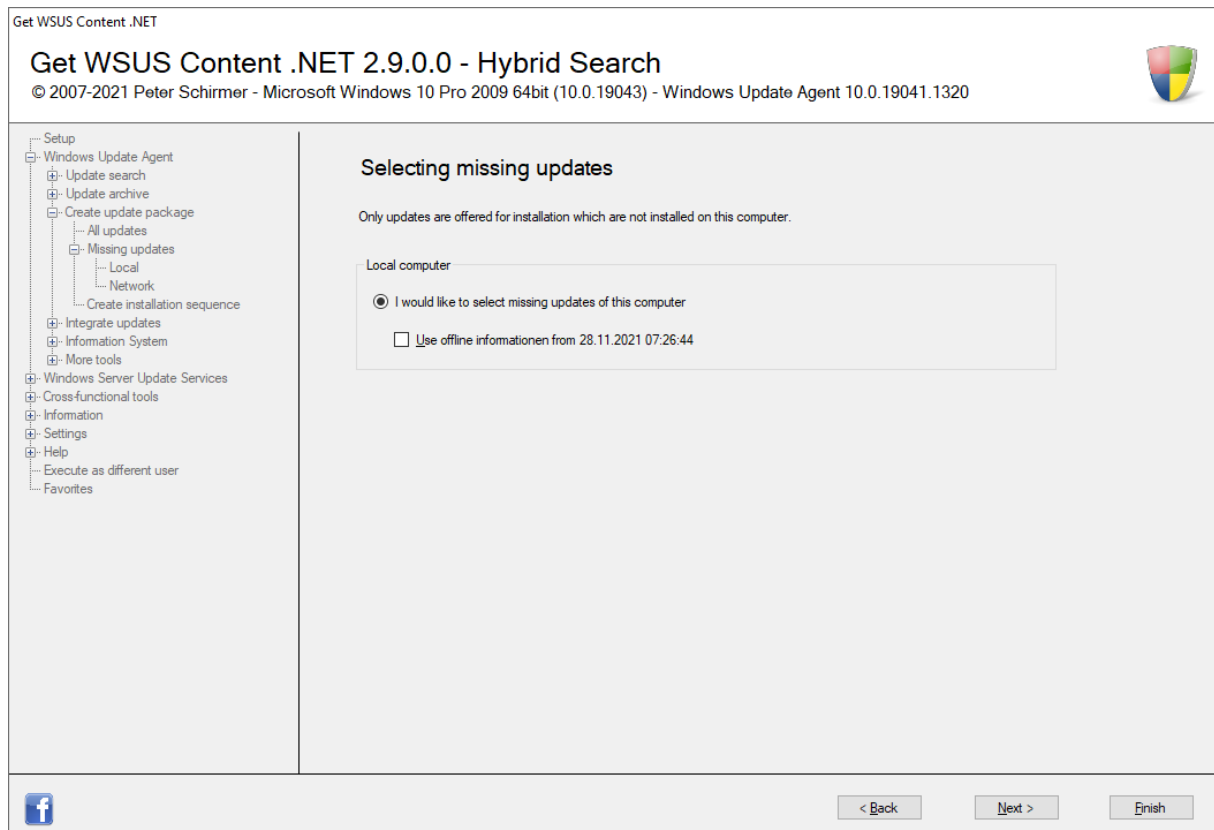 Get WSUS Content .NET
Get WSUS Content .NET 2.9.0.0 - Hybrid Search
© 2007-2021 Peter Schirmer - Microsoft Windows 10 Pro 2009 64bit (10.0.19043) - Windows Update Agent 10.0.19041.1320
Setup
Windows Update Agent
Update search
Update archive
Create update package
All updates
Missing updates
Local
Network
Create installation sequence
Integrate updates
Information System
More tools
Windows Server Update Services
Cross-functional tools
Information
Settings
Help
Execute as different user
Favorites
Selecting missing updates
Only updates are offered for installation which are not installed on this computer.
Local computer
I would like to select missing updates of this computer
Use offline informationen from 28.11.2021 07:26:44
f
< Back
Next >
Finish